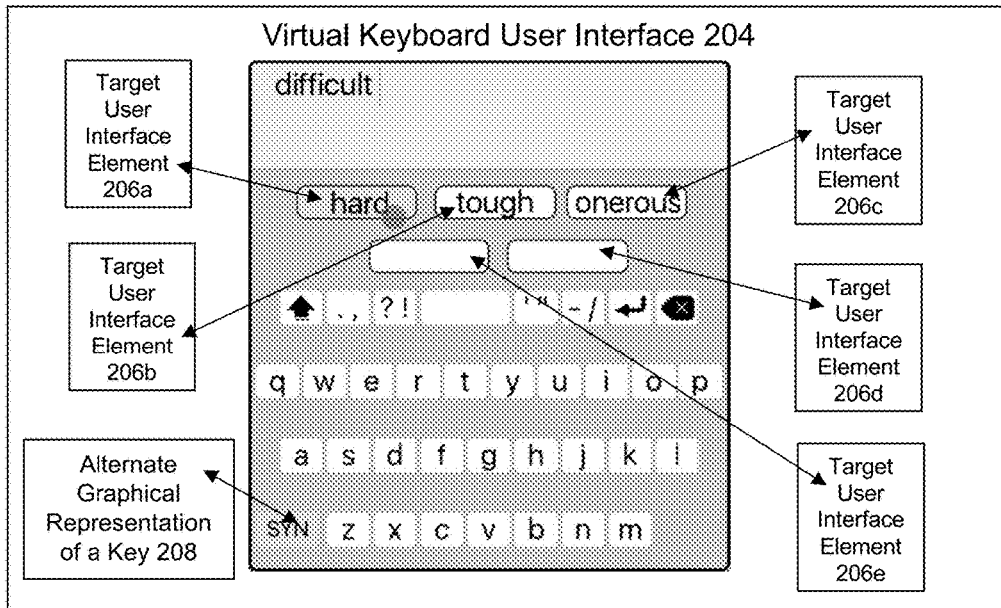 Virtual Keyboard User Interface 204
Target
User
Interface
Element
206a
difficult
Target
User
Interface
Element
206c
hard tough onerous
Target
User
Interface
Element
206b
Target
User
Interface
Element
206d
. , ? ! ' " - /
q w e r t y u i o p
a s d f g h j k l
SYN z x c v b n m
Alternate
Graphical
Representation
of a Key 208
Target
User
Interface
Element
206e